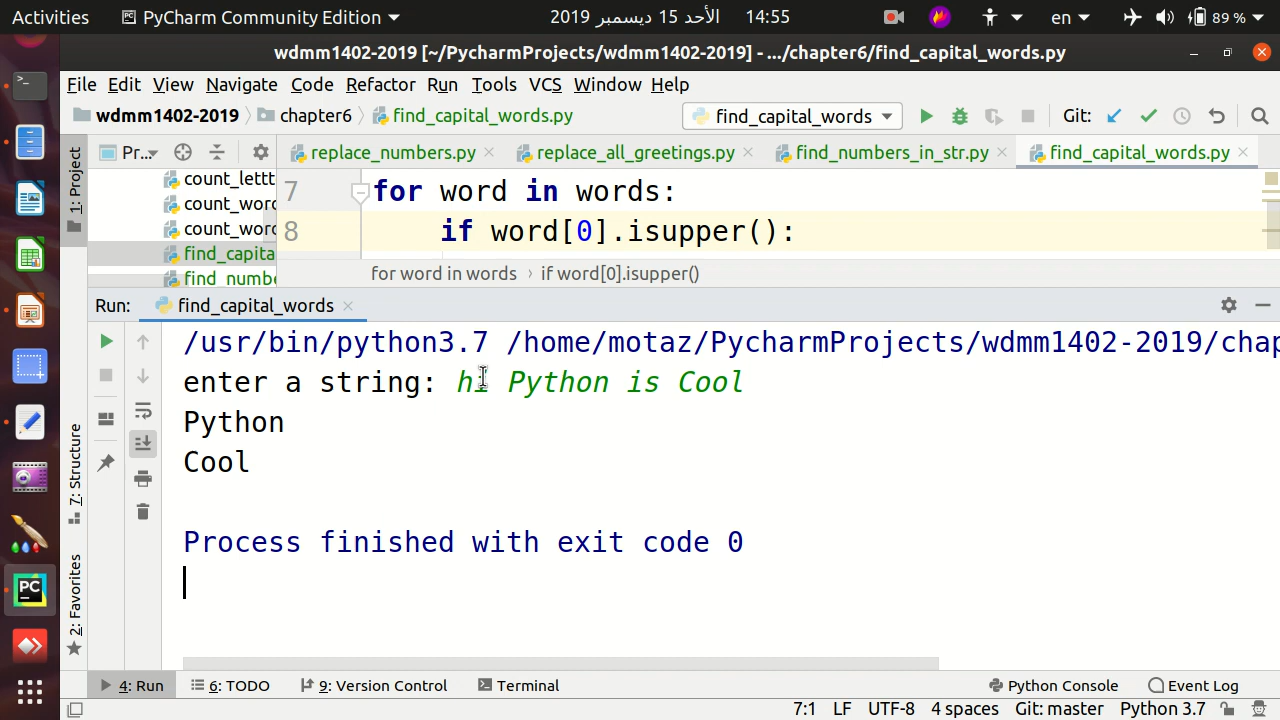 Activities
PyCharm Community Edition
الأحد 15 ديسمبر 2019
14:55
en
89 %
wdmm1402-2019 [~/PycharmProjects/wdmm1402-2019] - .../chapter6/find_capital_words.py
File Edit View Navigate Code Refactor Run Tools VCS Window Help
wdmm1402-2019
chapter6
find_capital_words.py
find_capital_words
Git:
1: Project
Pr...
replace_numbers.py
replace_all_greetings.py
find_numbers_in_str.py
find_capital_words.py
count_lettt
count_word
count_word
find_capita
find_numbe
7 for word in words:
8 if word[0].isupper():
for word in words › if word[0].isupper()
Run: find_capital_words
/usr/bin/python3.7 /home/motaz/PycharmProjects/wdmm1402-2019/chap
enter a string: hi Python is Cool
Python
Cool
Process finished with exit code 0
7: Structure
2: Favorites
PC
4: Run
6: TODO
9: Version Control
Terminal
Python Console
Event Log
7:1 LF UTF-8 4 spaces Git: master Python 3.7